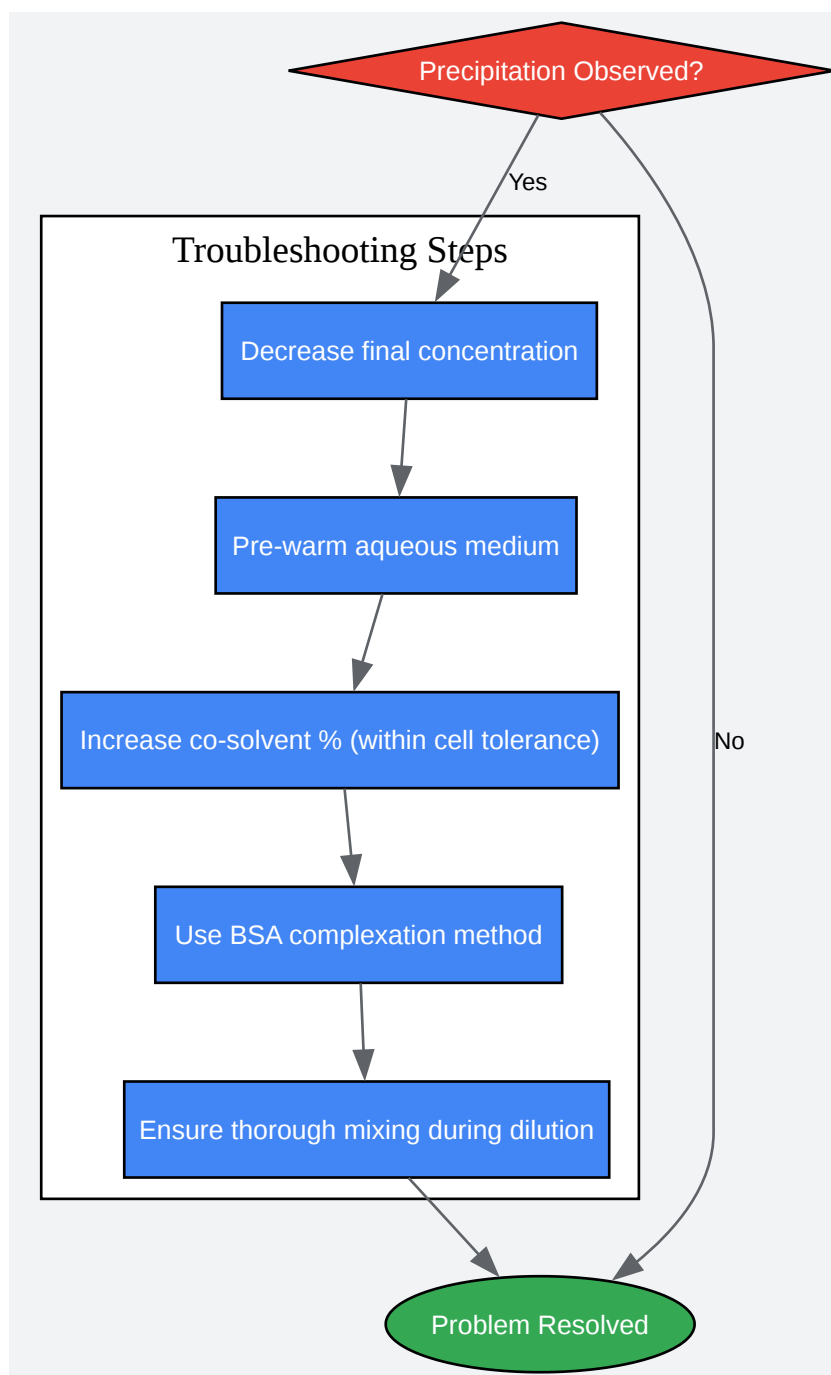 Precipitation Observed?
Yes
Troubleshooting Steps
Decrease final concentration
Pre-warm aqueous medium
Increase co-solvent % (within cell tolerance)
No
Use BSA complexation method
Ensure thorough mixing during dilution
Problem Resolved